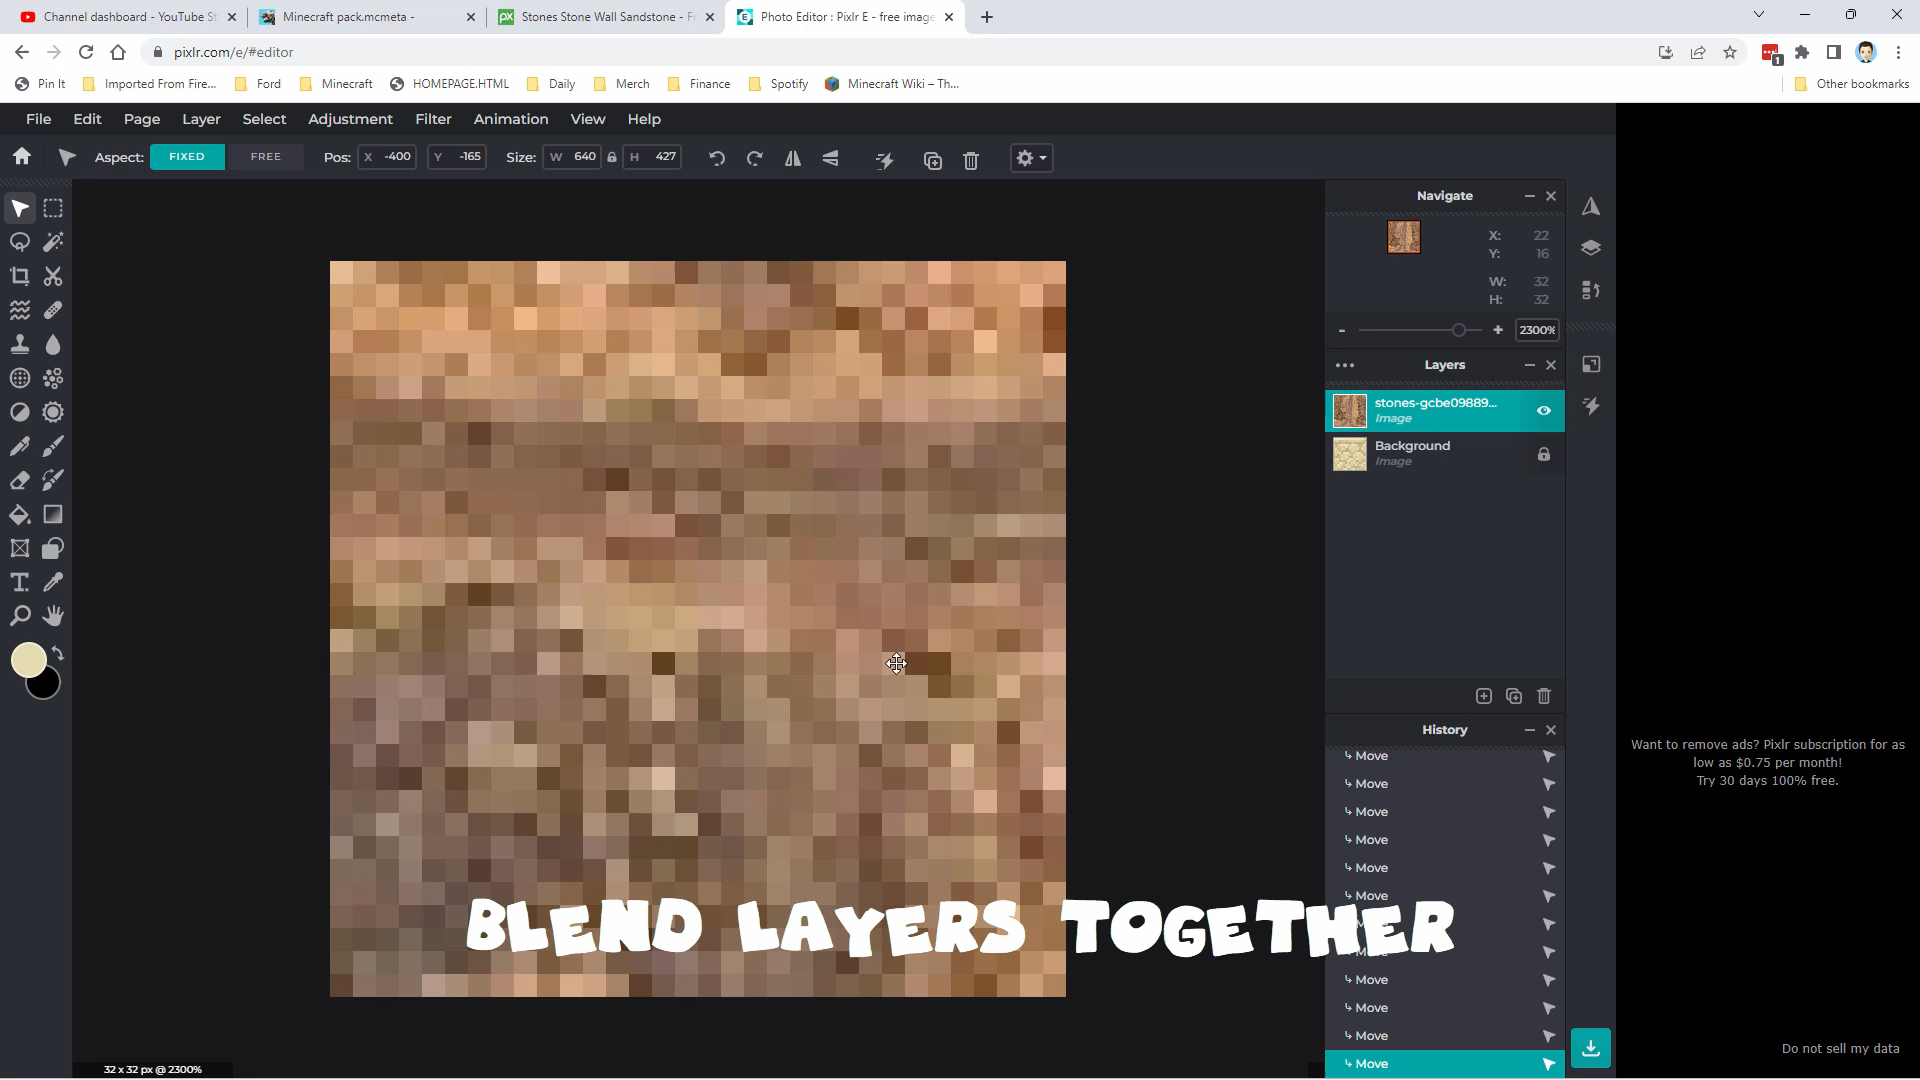 Channel dashboard - YouTube St
Minecraft pack.mcmeta -
Stones Stone Wall Sandstone - Fr
Photo Editor : Pixlr E - free image
pixlr.com/e/#editor
1
Pin It
Imported From Fire...
Ford
Minecraft
HOMEPAGE.HTML
Daily
Merch
Finance
Spotify
Minecraft Wiki – Th...
Other bookmarks
File Edit Page Layer Select Adjustment Filter Animation View Help
Aspect: FIXED FREE Pos: X -400 Y -165 Size: W 640 H 427
Navigate
X: 22
Y: 16
W: 32
H: 32
- + 2300%
Layers
stones-gcbe09889...
Image
Background
Image
History
Move
Move
Move
Move
Move
Move
Move
Move
Move
Move
Move
BLEND LAYERS TOGETHER
32 x 32 px @ 2300%
Want to remove ads? Pixlr subscription for as
low as $0.75 per month!
Try 30 days 100% free.
Do not sell my data